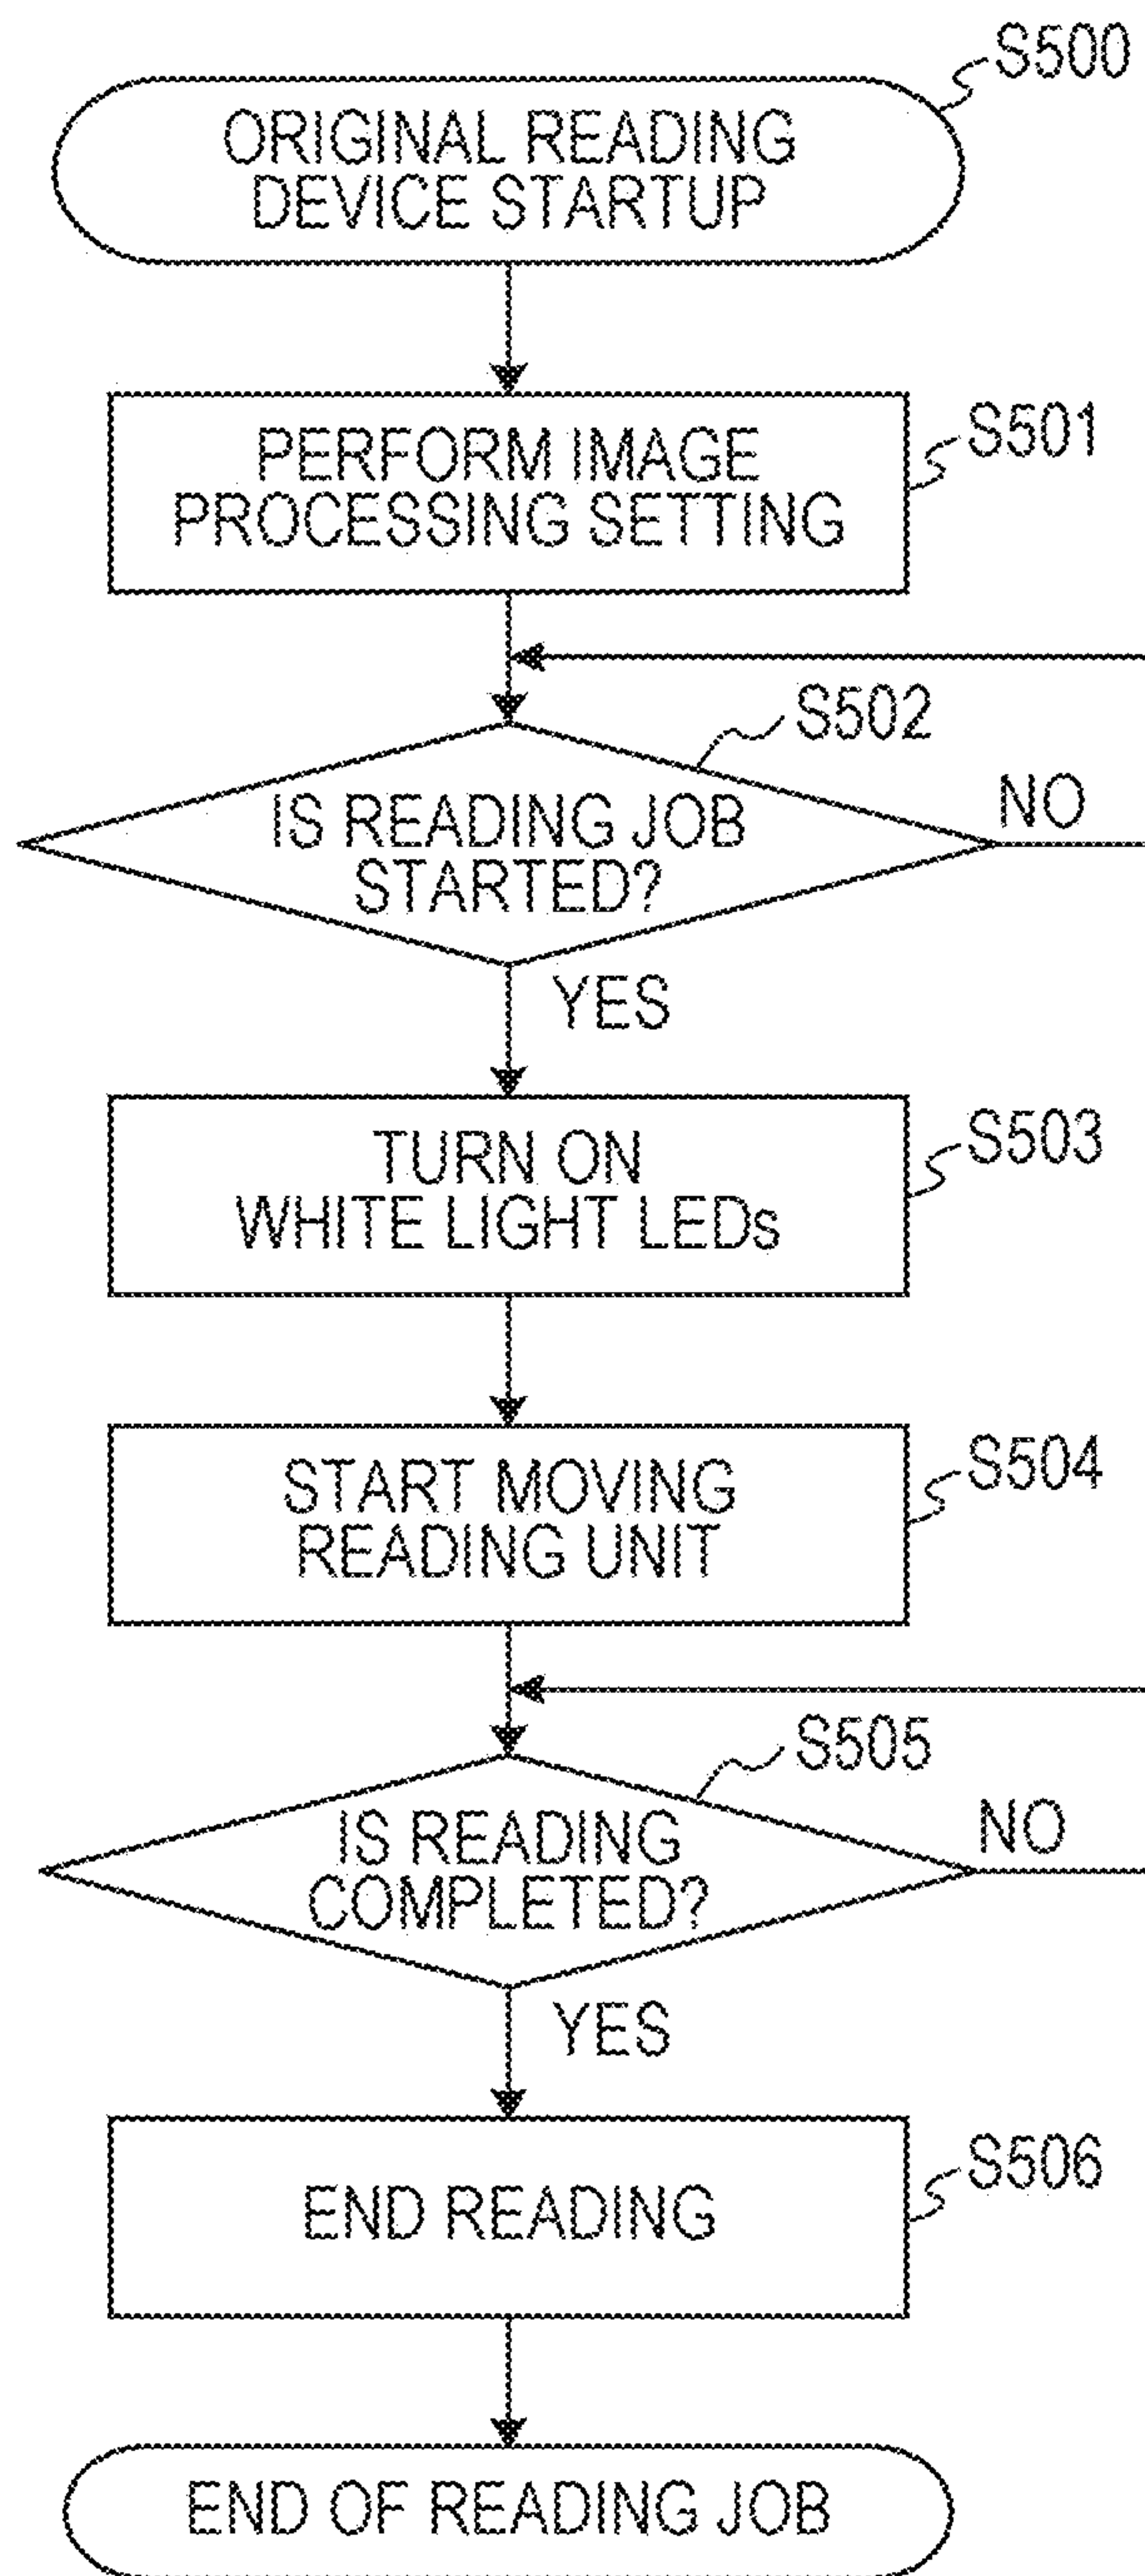 S500
ORIGINAL READING
DEVICE STARTUP
S501
PERFORM IMAGE
PROCESSING SETTING
S502
IS READING JOB
STARTED?
NO
YES
S503
TURN ON
WHITE LIGHT LEDs
S504
START MOVING
READING UNIT
S505
IS READING
COMPLETED?
NO
YES
S506
END READING
END OF READING JOB